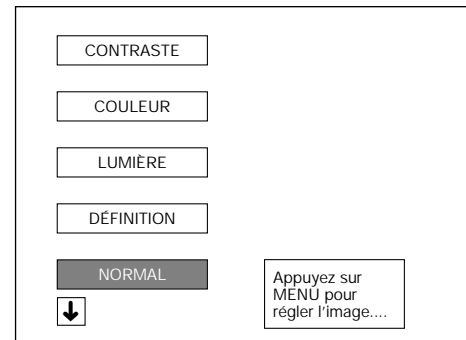 CONTRASTE
COULEUR
LUMIÈRE
DÉFINITION
NORMAL
Appuyez sur
MENU pour
régler l'image....